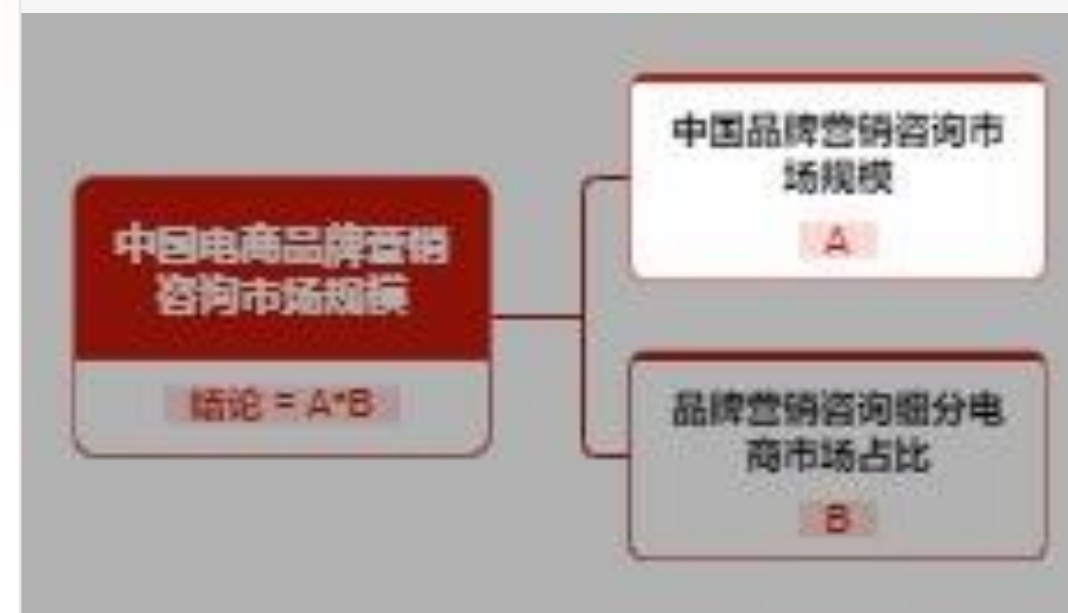 中国电商品牌营销
咨询市场规模
结论 = A*B
中国品牌营销咨询市
场规模
A
品牌营销咨询细分电
商市场占比
B